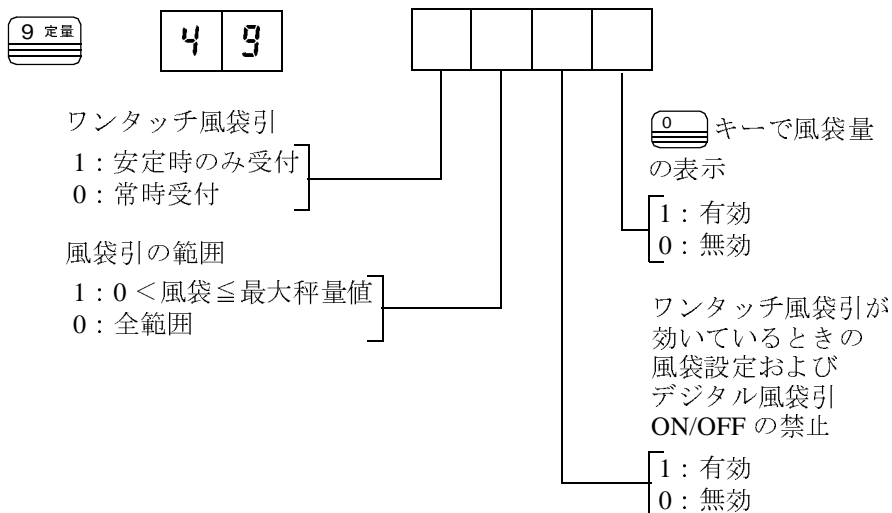 9 定量
49
ワンタッチ風袋引
1 : 安定時のみ受付
0 : 常時受付
風袋引の範囲
1 : 0 <風袋≦最大秤量値
0 : 全範囲
0 キーで風袋量
の表示
1 : 有効
0 : 無効
ワンタッチ風袋引が
効いているときの
風袋設定および
デジタル風袋引
ON/OFF の禁止
1 : 有効
0 : 無効